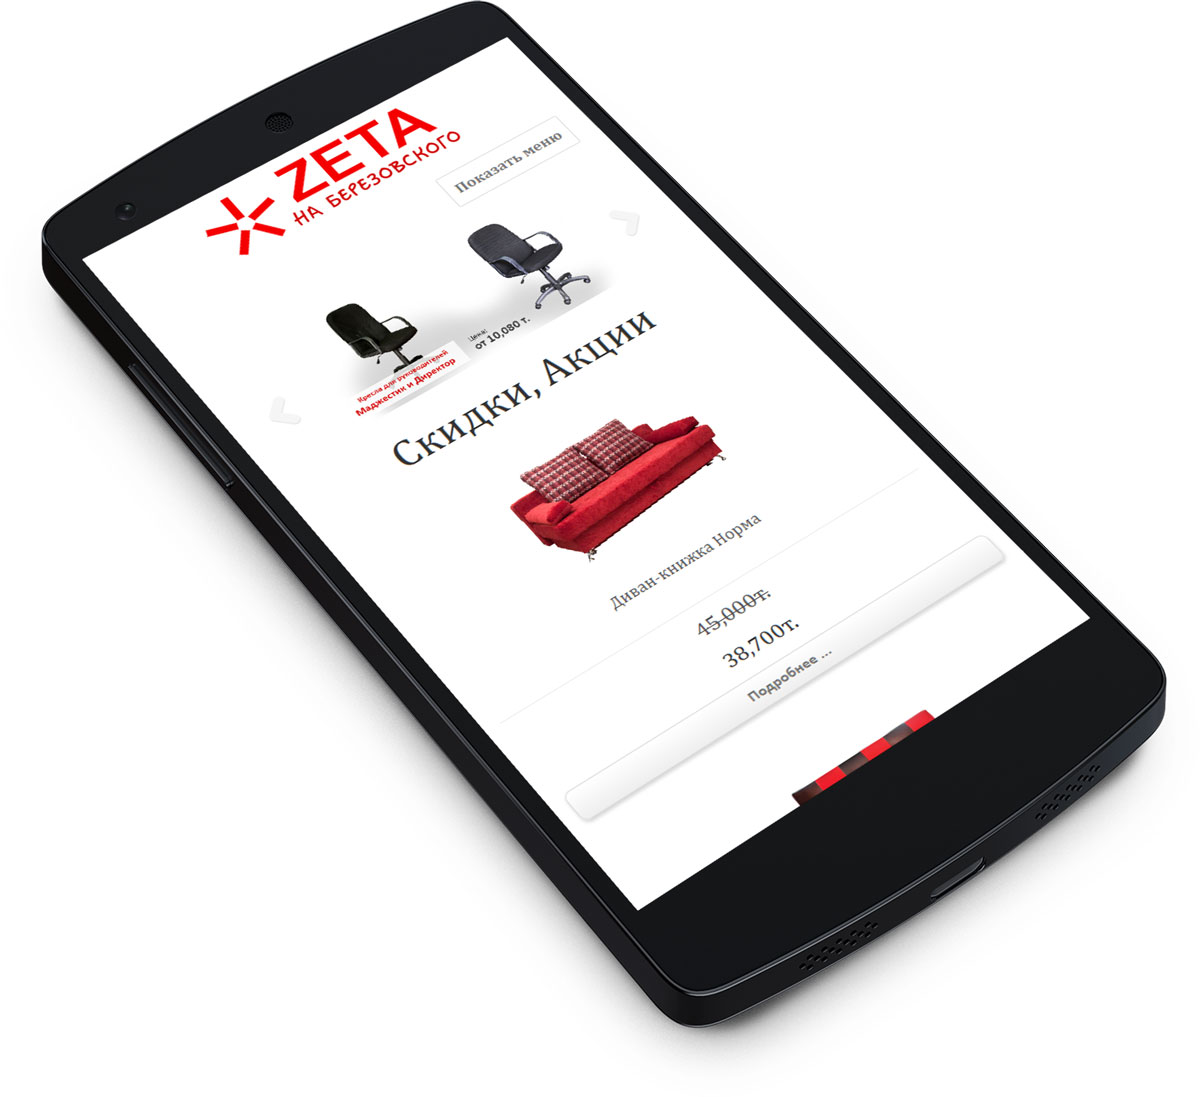 ZETA
НА БЕРЕЗОВСКОГО
Показать меню
Кресла для руководителей
Маджестик и Директор
Цена:
от 10,080 т.
Скидки, Акции
Диван-книжка Норма
45,000т.
38,700т.
Подробнее ...